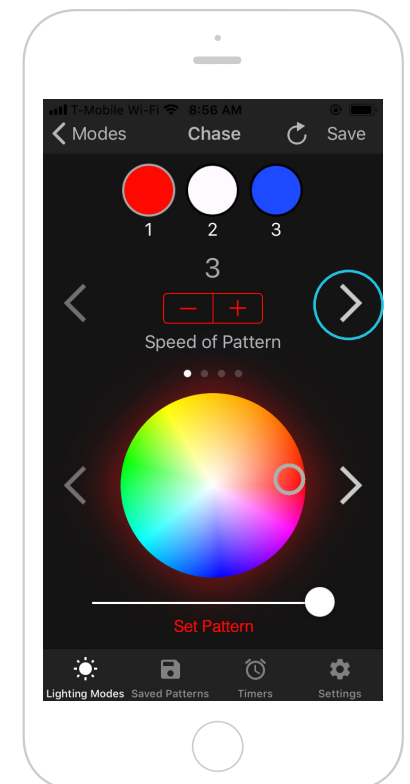 T-Mobile Wi-Fi 8:56 AM
Modes Chase Save
1 2 3
3
− +
Speed of Pattern
Set Pattern
Lighting Modes Saved Patterns Timers Settings